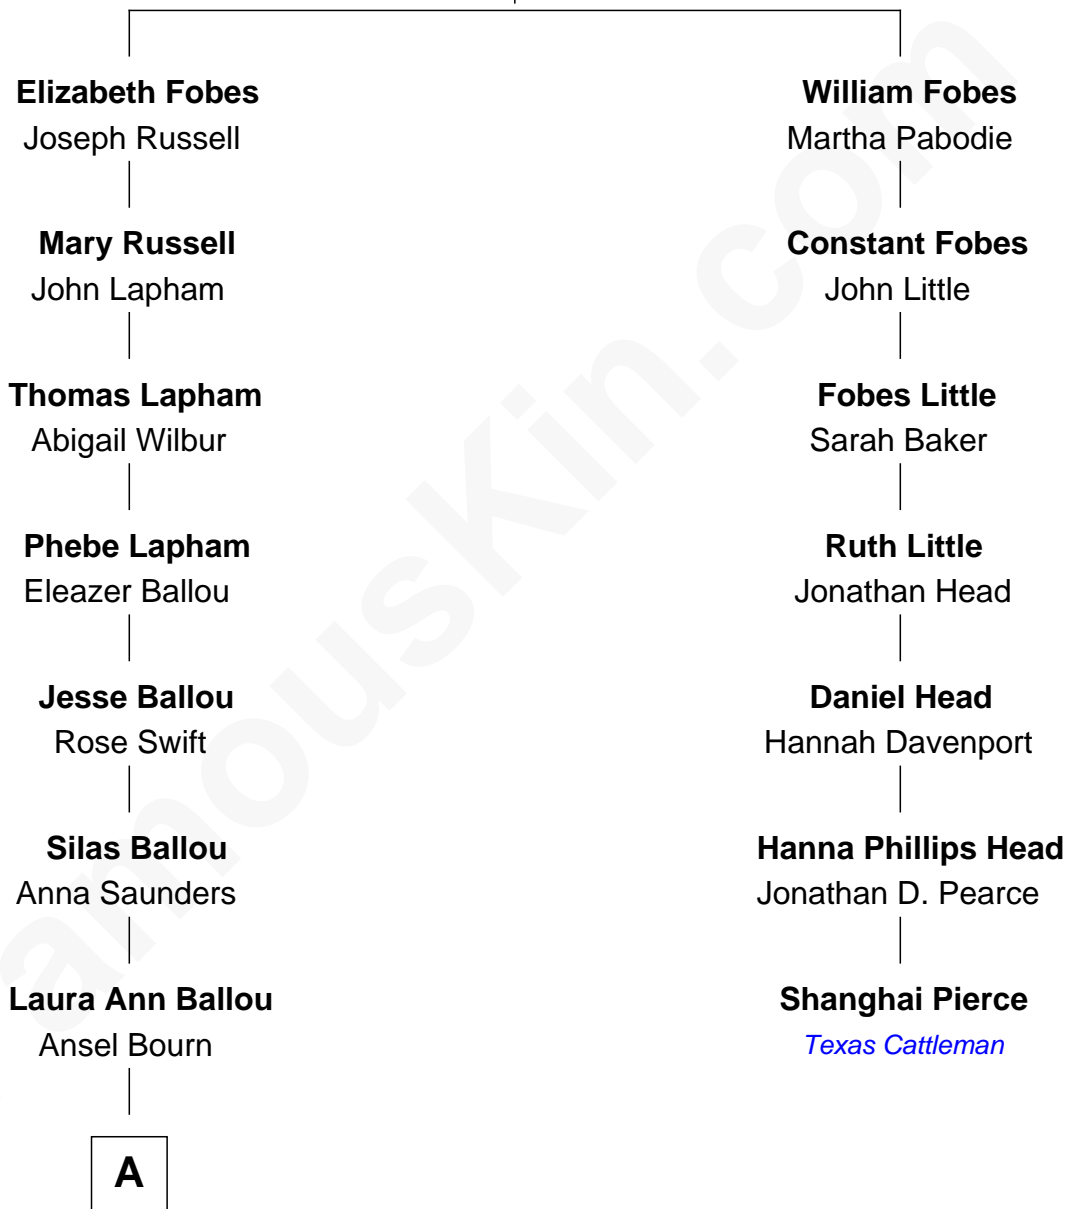 Elizabeth Fobes
Joseph Russell
Mary Russell
John Lapham
Thomas Lapham
Abigail Wilbur
Phebe Lapham
Eleazer Ballou
Jesse Ballou
Rose Swift
Silas Ballou
Anna Saunders
Laura Ann Ballou
Ansel Bourn
A
William Fobes
Martha Pabodie
Constant Fobes
John Little
Fobes Little
Sarah Baker
Ruth Little
Jonathan Head
Daniel Head
Hannah Davenport
Hanna Phillips Head
Jonathan D. Pearce
Shanghai Pierce
Texas Cattleman
amousKin.com